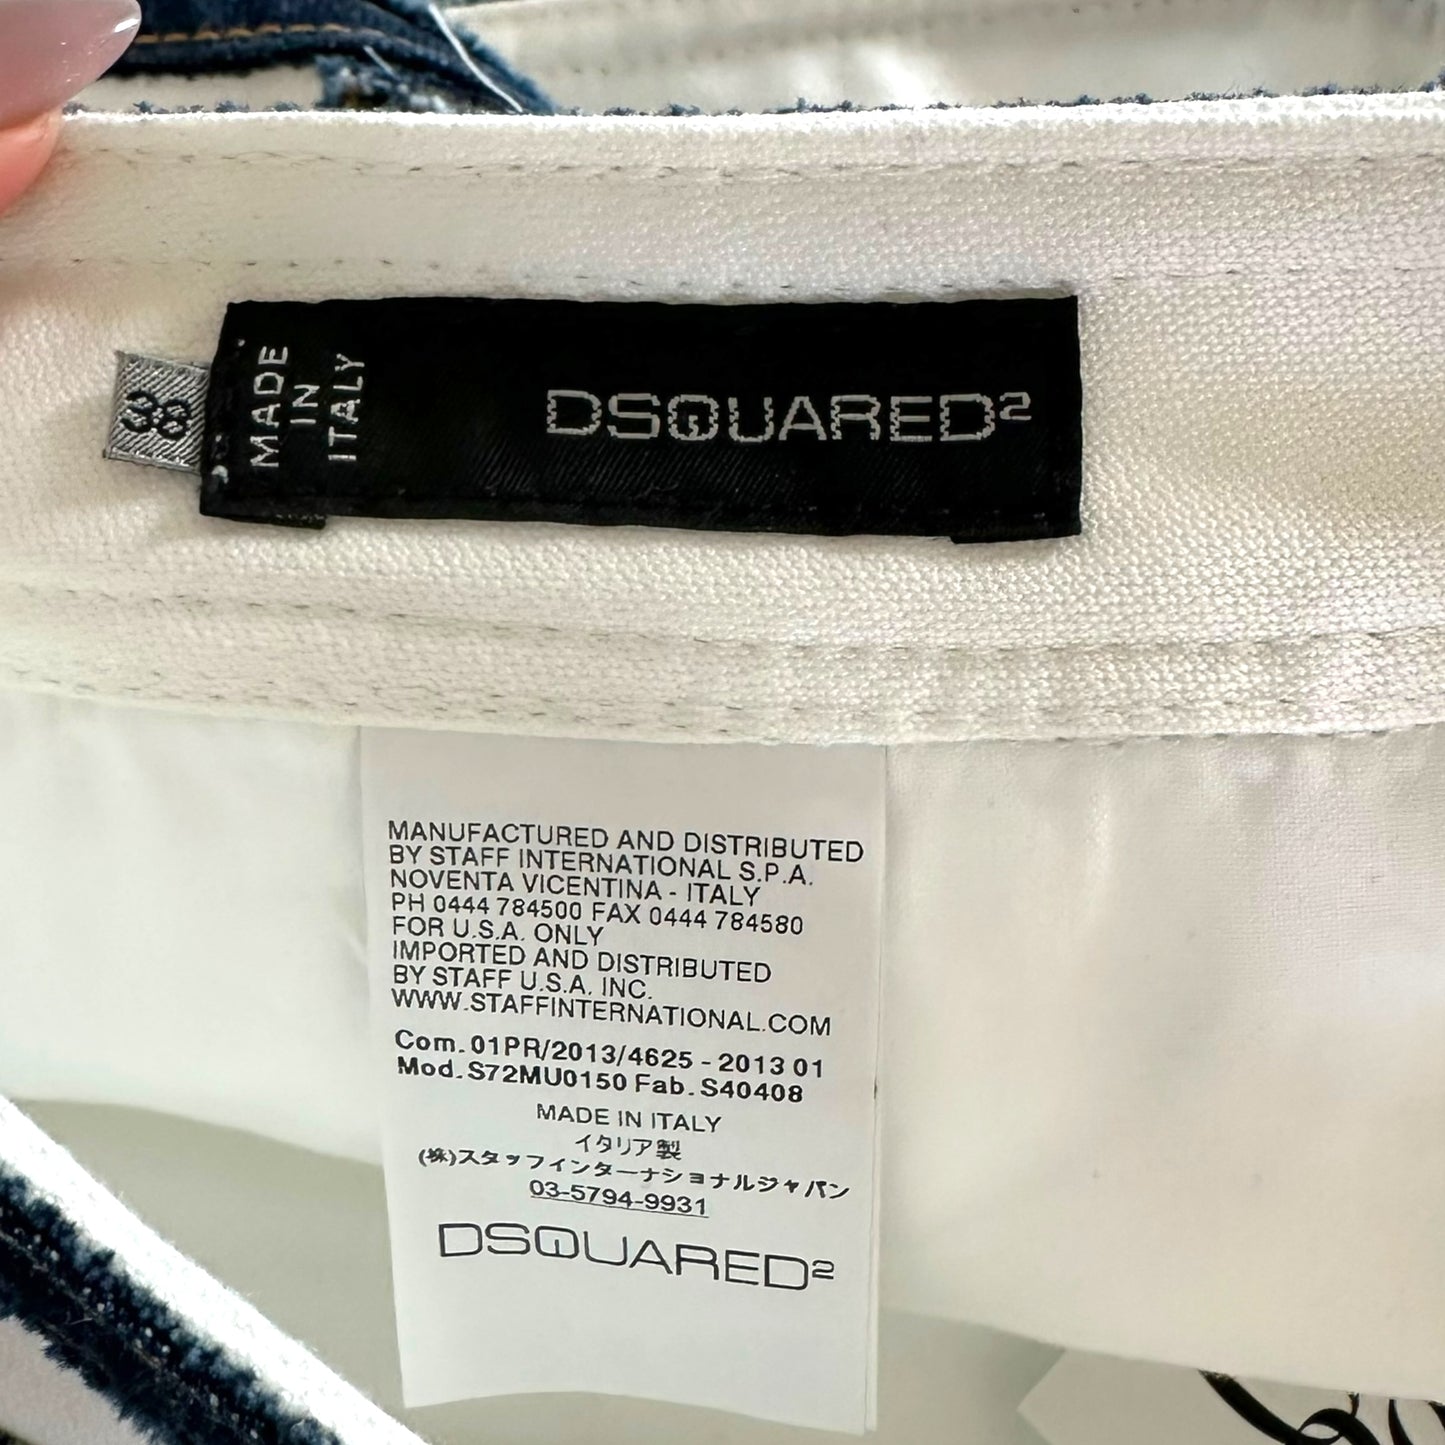 38
MADE
IN
ITALY
DSQUARED2
MANUFACTURED AND DISTRIBUTED
BY STAFF INTERNATIONAL S.P.A.
NOVENTA VICENTINA - ITALY
PH 0444 784500 FAX 0444 784580
FOR U.S.A. ONLY
IMPORTED AND DISTRIBUTED
BY STAFF U.S.A. INC.
WWW.STAFFINTERNATIONAL.COM
Com. 01PR/2013/4625 - 2013 01
Mod. S72MU0150 Fab. S40408
MADE IN ITALY
イタリア製
(株)スタッフインターナショナルジャパン
03-5794-9931
DSQUARED2